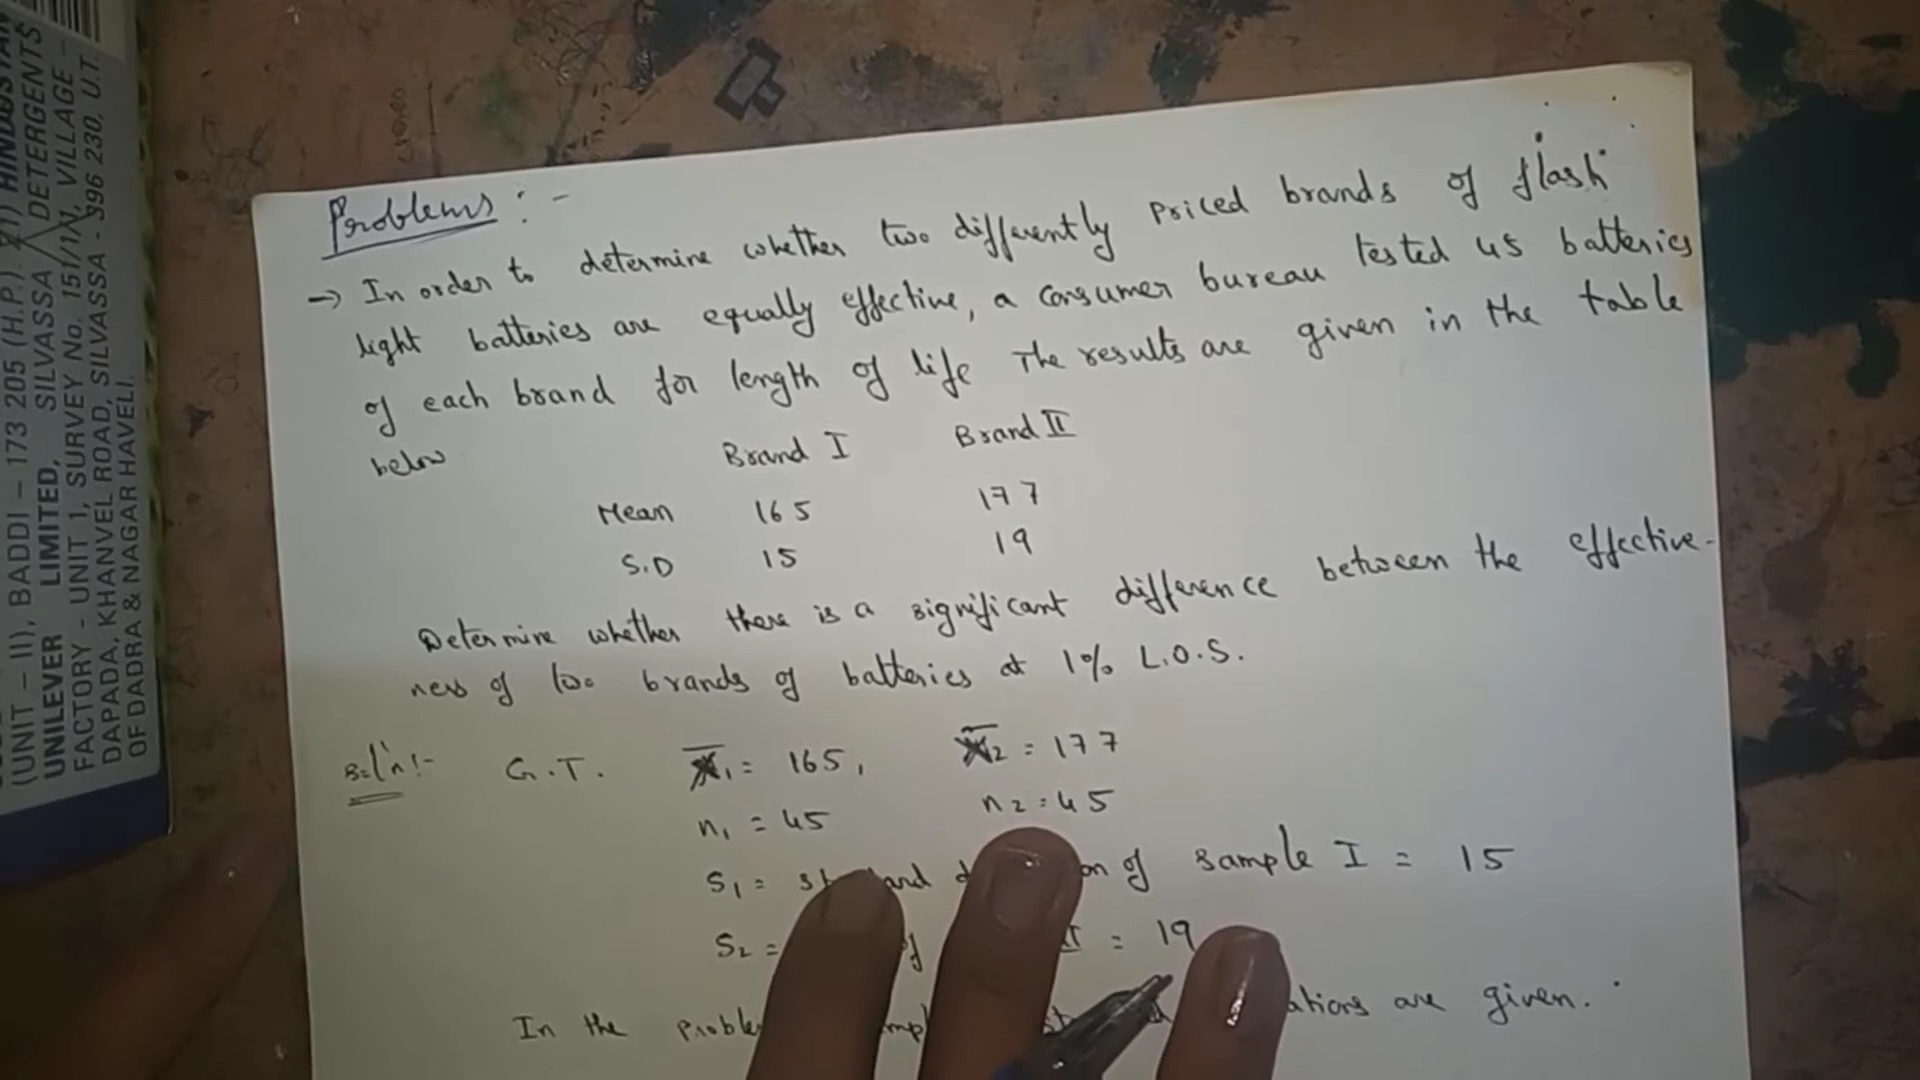 (UNIT – II), BADDI – 173 205 (H.P.).
UNILEVER LIMITED, SILVASSA DETERGENTS
FACTORY - UNIT 1, SURVEY No. 151/1/1, VILLAGE -
DAPADA, KHANVEL ROAD, SILVASSA - 396 230, U.T.
OF DADRA & NAGAR HAVELI.
Problems :-
→ In order to determine whether two differently priced brands of flash
light batteries are equally effective, a consumer bureau tested 45 batteries
of each brand for length of life The results are given in the table
below
Brand I Brand II
Mean 165 177
S.D 15 19
Determine whether there is a significant difference between the effective-
ness of two brands of batteries at 1% L.O.S.
Sol'n:- G.T. X̅₁ = 165, X̅₂ = 177
n₁ = 45 n₂ = 45
S₁ = of sample I = 15
S₂ = = 19
In the are given.